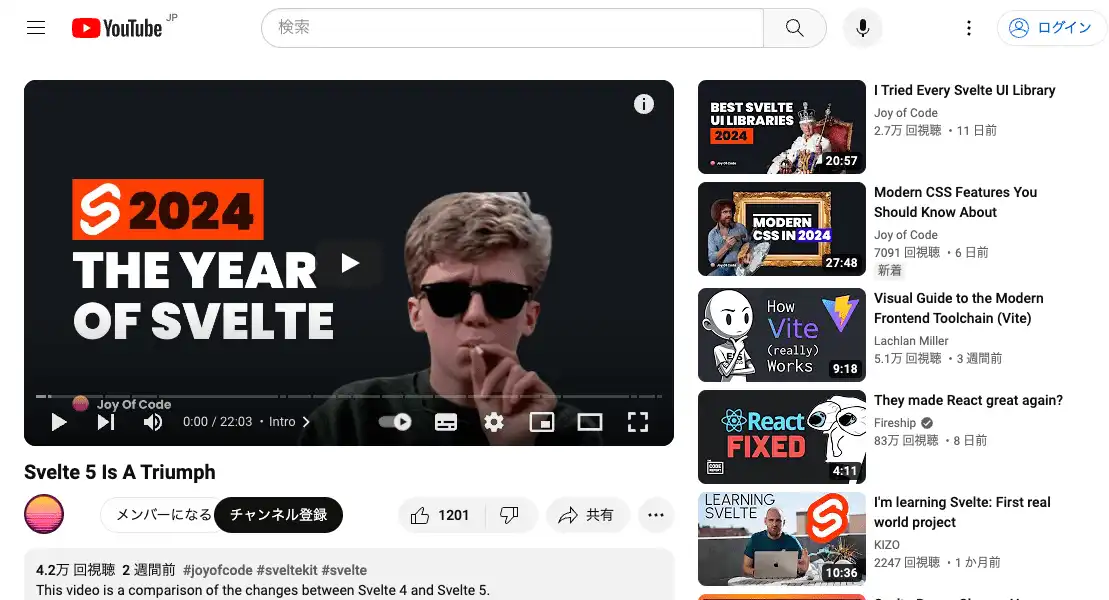 YouTube JP
検索
ログイン
2024
THE YEAR
OF SVELTE
Joy Of Code
0:00 / 22:03 ・ Intro
Svelte 5 Is A Triumph
メンバーになる
チャンネル登録
1201
共有
4.2万 回視聴 2 週間前 #joyofcode #sveltekit #svelte
This video is a comparison of the changes between Svelte 4 and Svelte 5.
BEST SVELTE
UI LIBRARIES
2024
Joy Of Code
20:57
I Tried Every Svelte UI Library
Joy of Code
2.7万 回視聴 ・11 日前
MODERN
CSS IN 2024
Joy Of Code
27:48
Modern CSS Features You
Should Know About
Joy of Code
7091 回視聴 ・6 日前
新着
How
Vite
(really)
Works
9:18
Visual Guide to the Modern
Frontend Toolchain (Vite)
Lachlan Miller
5.1万 回視聴 ・3 週間前
React
FIXED
CODE
REPORT
4:11
They made React great again?
Fireship
83万 回視聴 ・8 日前
LEARNING
SVELTE
10:36
I'm learning Svelte: First real
world project
KIZO
2247 回視聴 ・1 か月前